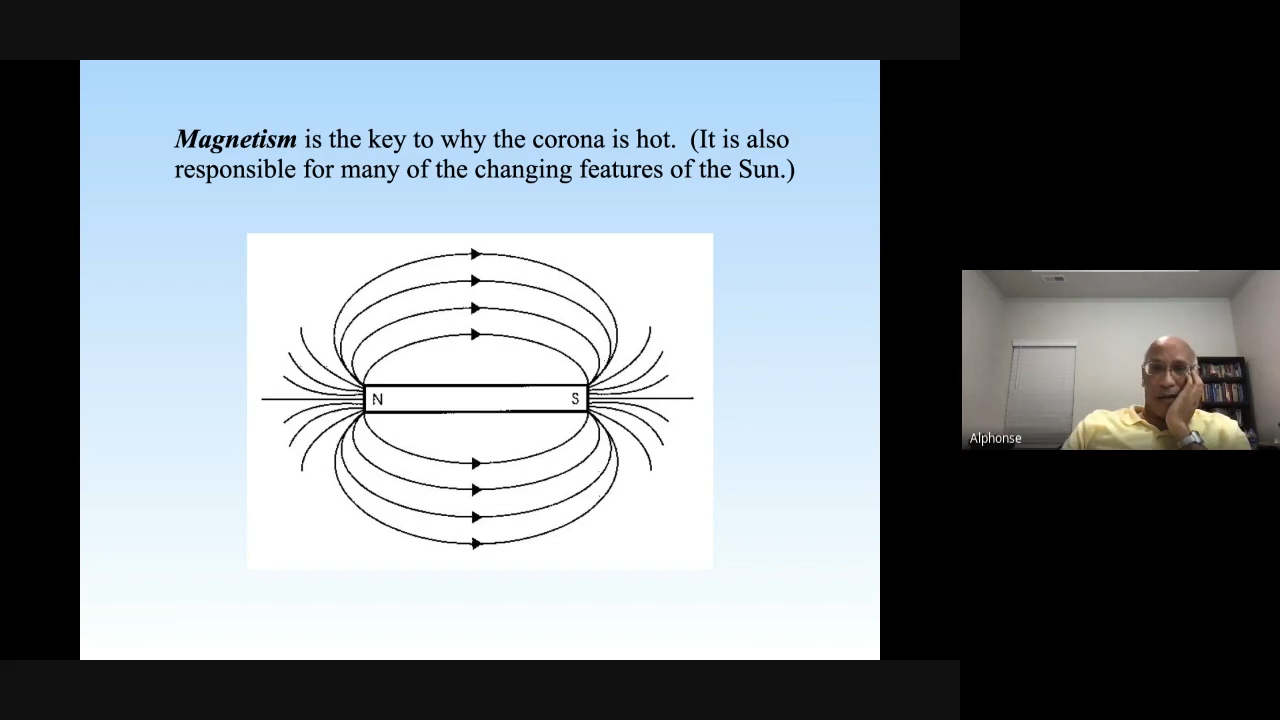 Magnetism is the key to why the corona is hot.  (It is also
responsible for many of the changing features of the Sun.)
N
S
Alphonse